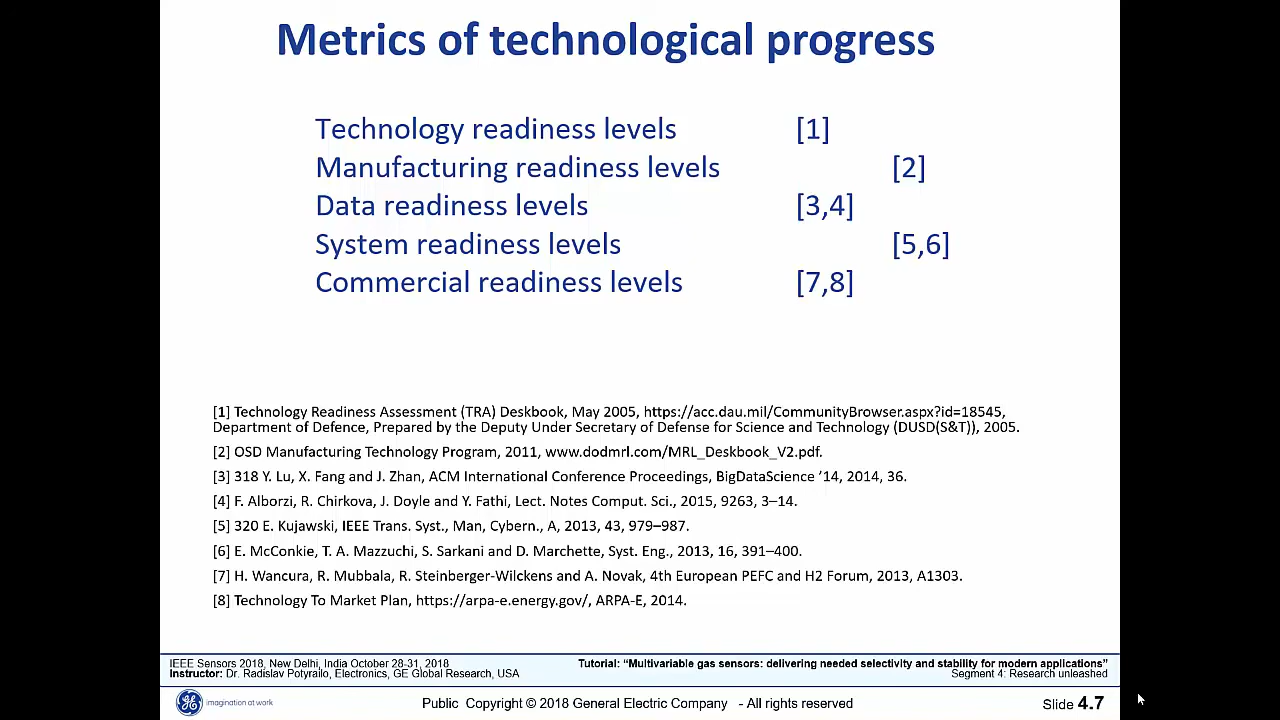 Metrics of technological progress
Technology readiness levels [1]
Manufacturing readiness levels [2]
Data readiness levels [3,4]
System readiness levels [5,6]
Commercial readiness levels [7,8]
[1] Technology Readiness Assessment (TRA) Deskbook, May 2005, https://acc.dau.mil/CommunityBrowser.aspx?id=18545,
Department of Defence, Prepared by the Deputy Under Secretary of Defense for Science and Technology (DUSD(S&T)), 2005.
[2] OSD Manufacturing Technology Program, 2011, www.dodmrl.com/MRL_Deskbook_V2.pdf.
[3] 318 Y. Lu, X. Fang and J. Zhan, ACM International Conference Proceedings, BigDataScience ’14, 2014, 36.
[4] F. Alborzi, R. Chirkova, J. Doyle and Y. Fathi, Lect. Notes Comput. Sci., 2015, 9263, 3–14.
[5] 320 E. Kujawski, IEEE Trans. Syst., Man, Cybern., A, 2013, 43, 979–987.
[6] E. McConkie, T. A. Mazzuchi, S. Sarkani and D. Marchette, Syst. Eng., 2013, 16, 391–400.
[7] H. Wancura, R. Mubbala, R. Steinberger-Wilckens and A. Novak, 4th European PEFC and H2 Forum, 2013, A1303.
[8] Technology To Market Plan, https://arpa-e.energy.gov/, ARPA-E, 2014.
IEEE Sensors 2018, New Delhi, India October 28-31, 2018
Instructor: Dr. Radislav Potyrailo, Electronics, GE Global Research, USA
Tutorial: “Multivariable gas sensors: delivering needed selectivity and stability for modern applications”
Segment 4: Research unleashed
imagination at work
Public Copyright © 2018 General Electric Company - All rights reserved
Slide 4.7